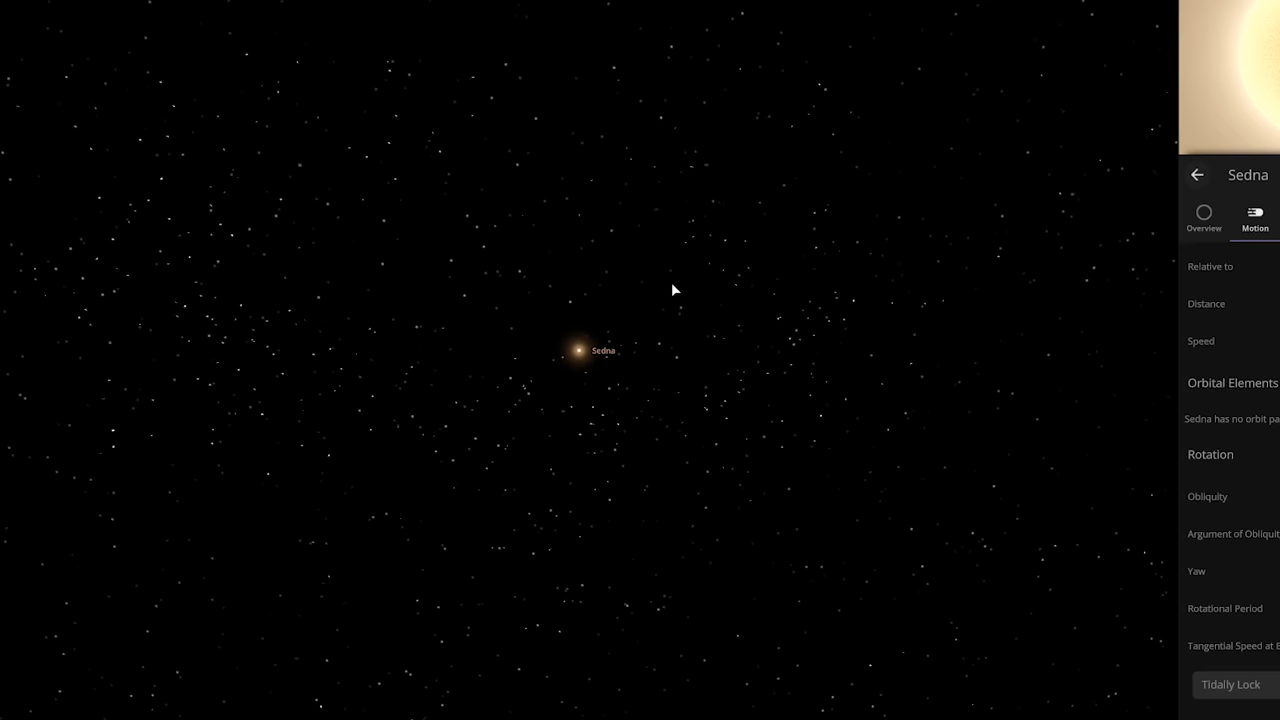 Sedna
Sedna
Overview
Motion
Relative to
Distance
Speed
Orbital Elements
Sedna has no orbit pa
Rotation
Obliquity
Argument of Obliquit
Yaw
Rotational Period
Tangential Speed at E
Tidally Lock